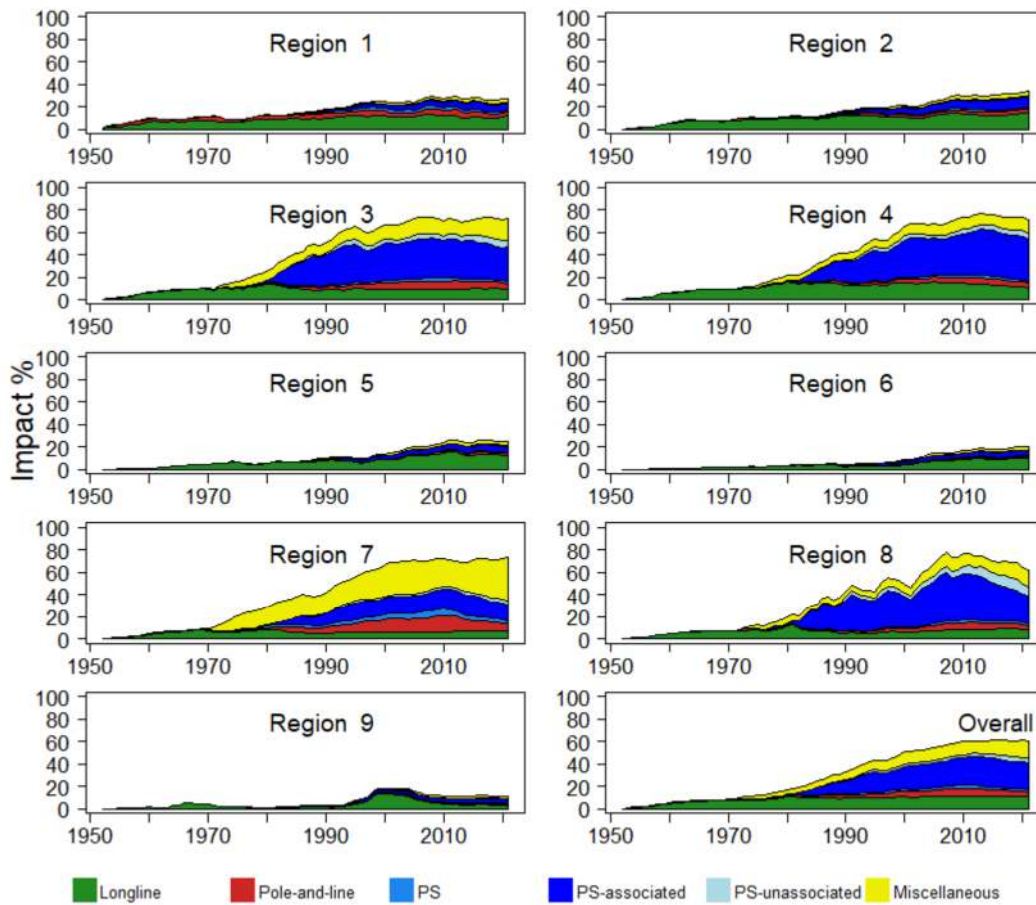 Impact %
Region 1
100
80
60
40
20
0
1950 1970 1990 2010
Region 2
100
80
60
40
20
0
1950 1970 1990 2010
Region 3
100
80
60
40
20
0
1950 1970 1990 2010
Region 4
100
80
60
40
20
0
1950 1970 1990 2010
Region 5
100
80
60
40
20
0
1950 1970 1990 2010
Region 6
100
80
60
40
20
0
1950 1970 1990 2010
Region 7
100
80
60
40
20
0
1950 1970 1990 2010
Region 8
100
80
60
40
20
0
1950 1970 1990 2010
Region 9
100
80
60
40
20
0
1950 1970 1990 2010
Overall
100
80
60
40
20
0
1950 1970 1990 2010
Longline Pole-and-line PS PS-associated PS-unassociated Miscellaneous